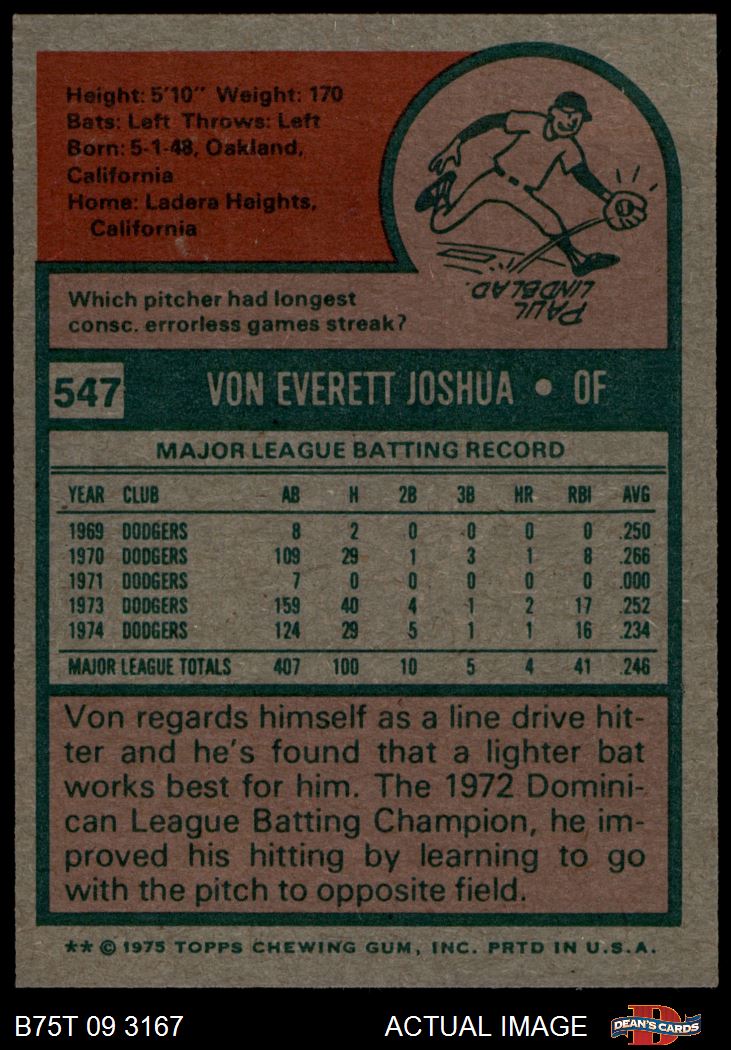 Height: 5'10" Weight: 170
Bats: Left Throws: Left
Born: 5-1-48, Oakland,
California
Home: Ladera Heights,
California
Which pitcher had longest
consc. errorless games streak?
PAUL
LINDBLAD.
547 VON EVERETT JOSHUA • OF
MAJOR LEAGUE BATTING RECORD
YEAR CLUB AB H 2B 3B HR RBI AVG
1969 DODGERS 8 2 0 0 0 0 .250
1970 DODGERS 109 29 1 3 1 8 .266
1971 DODGERS 7 0 0 0 0 0 .000
1973 DODGERS 159 40 4 1 2 17 .252
1974 DODGERS 124 29 5 1 1 16 .234
MAJOR LEAGUE TOTALS 407 100 10 5 4 41 .246
Von regards himself as a line drive hit-
ter and he's found that a lighter bat
works best for him. The 1972 Domini-
can League Batting Champion, he im-
proved his hitting by learning to go
with the pitch to opposite field.
** © 1975 TOPPS CHEWING GUM, INC. PRTD IN U.S.A.
B75T 09 3167 ACTUAL IMAGE D DEAN'S CARDS